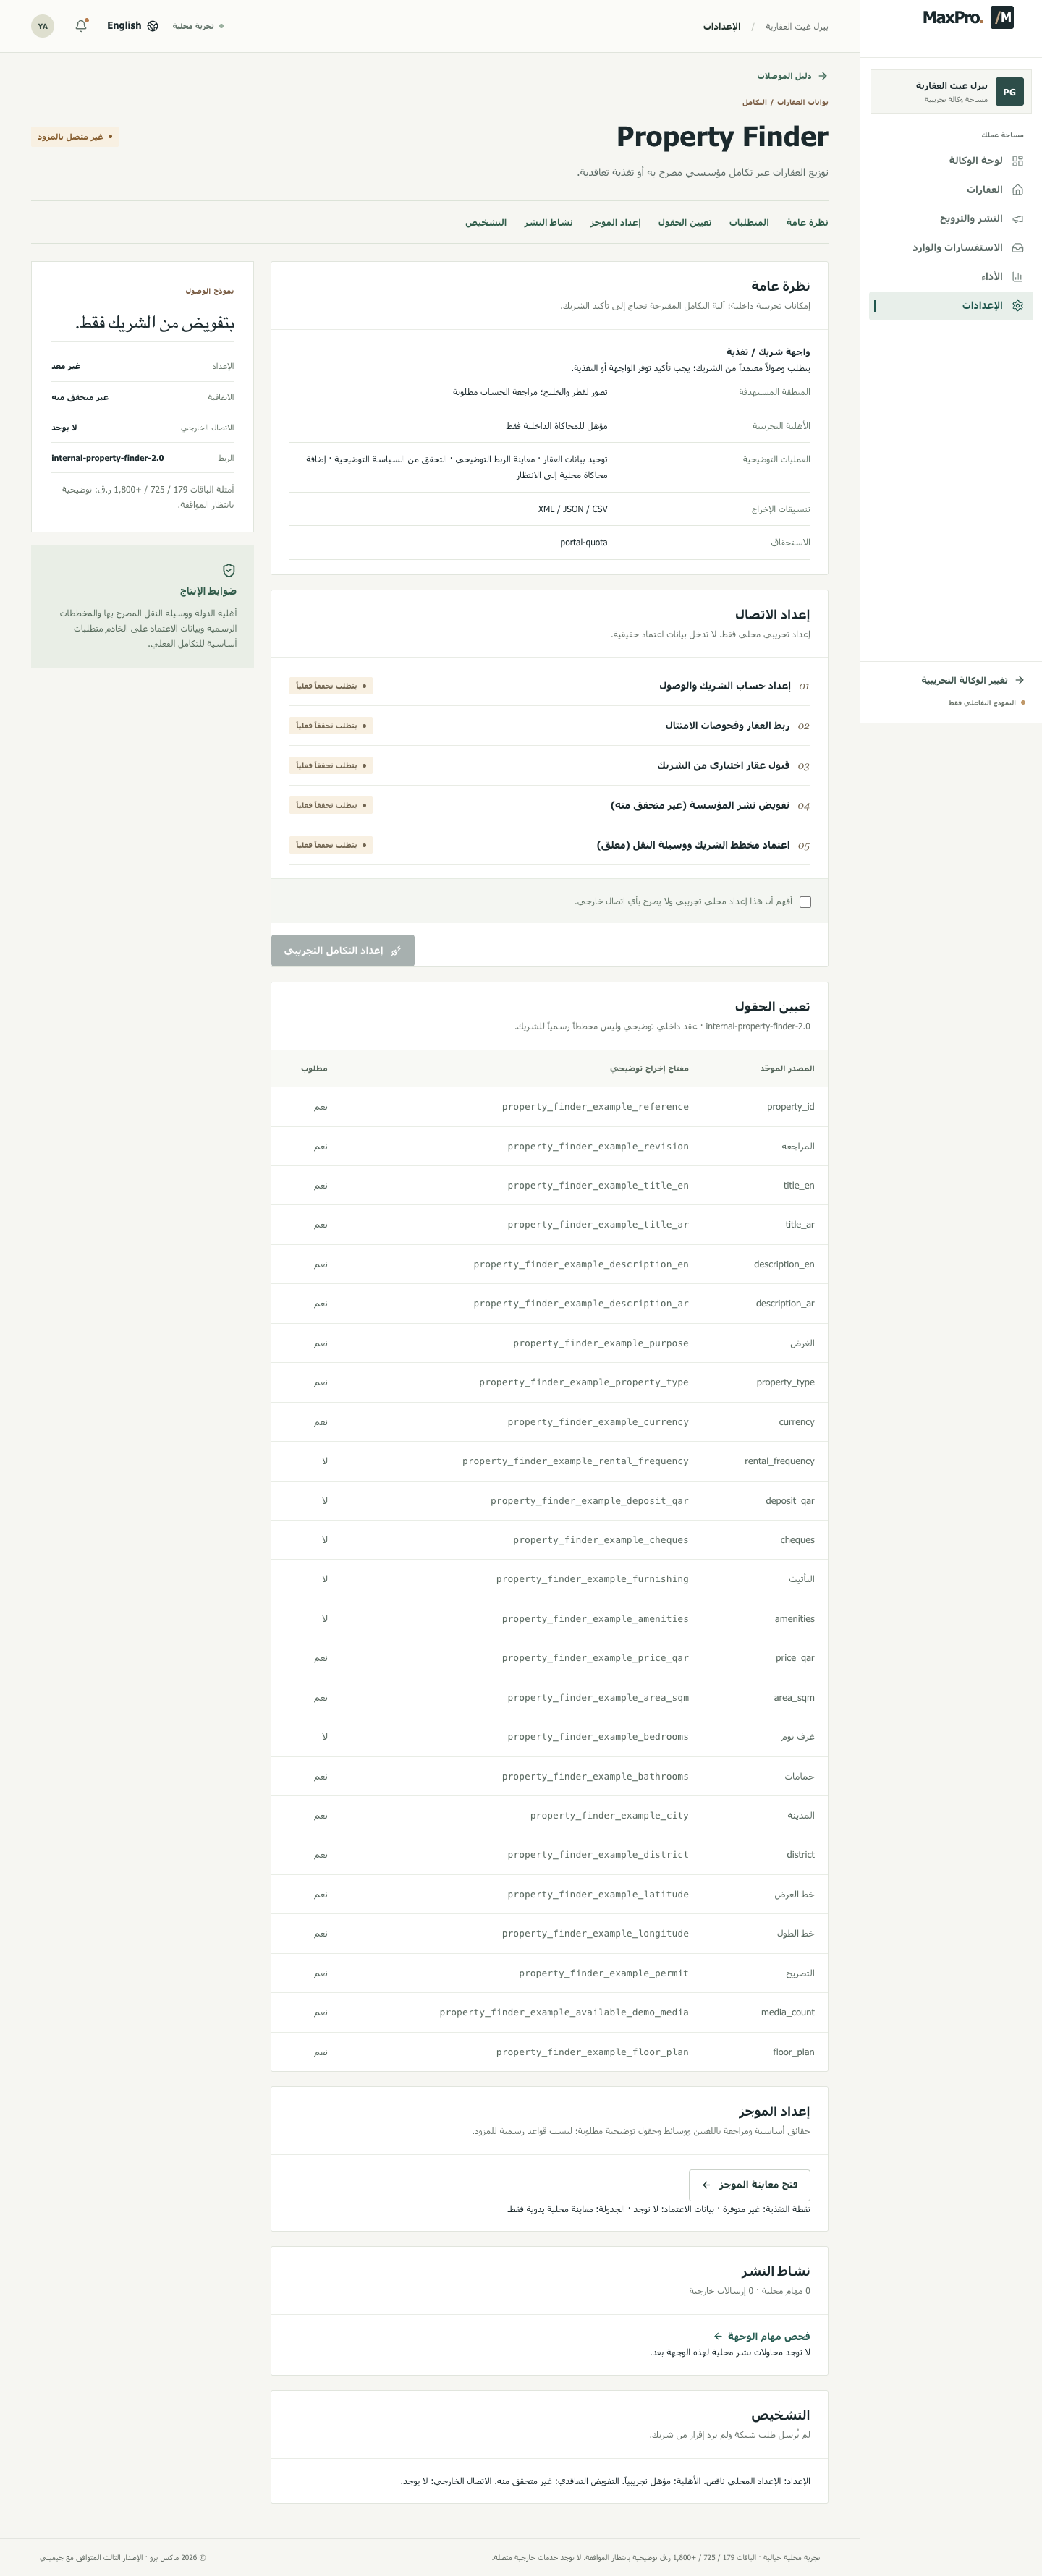 MaxPro. /M
PG
بيرل غيت العقارية
مساحة وكالة تجريبية
مساحة عملك
لوحة الوكالة
العقارات
النشر والترويج
الاستفسارات والوارد
الأداء
الإعدادات
تغيير الوكالة التجريبية
النموذج التفاعلي فقط
بيرل غيت العقارية / الإعدادات
تجربة محلية
English
YA
دليل الموصلات
بوابات العقارات / التكامل
Property Finder
غير متصل بالمزود
توزيع العقارات عبر تكامل مؤسسي مصرح به أو تغذية تعاقدية.
نظرة عامة
المتطلبات
تعيين الحقول
إعداد الموجز
نشاط النشر
التشخيص
نظرة عامة
إمكانات تجريبية داخلية؛ آلية التكامل المقترحة تحتاج إلى تأكيد الشريك.
واجهة شريك / تغذية
يتطلب وصولاً معتمداً من الشريك؛ يجب تأكيد توفر الواجهة أو التغذية.
المنطقة المستهدفة
تصور لقطر والخليج؛ مراجعة الحساب مطلوبة
الأهلية التجريبية
مؤهل للمحاكاة الداخلية فقط
العمليات التوضيحية
توحيد بيانات العقار · معاينة الربط التوضيحي · التحقق من السياسة التوضيحية · إضافة
محاكاة محلية إلى الانتظار
تنسيقات الإخراج
XML / JSON / CSV
الاستحقاق
portal-quota
نموذج الوصول
بتفويض من الشريك فقط.
الإعداد
غير معد
الاتفاقية
غير متحقق منه
الاتصال الخارجي
لا يوجد
الربط
internal-property-finder-2.0
أمثلة الباقات 179 / 725 / +1,800 ر.ق: توضيحية
بانتظار الموافقة.
ضوابط الإنتاج
أهلية الدولة ووسيلة النقل المصرح بها والمخططات
الرسمية وبيانات الاعتماد على الخادم متطلبات
أساسية للتكامل الفعلي.
إعداد الاتصال
إعداد تجريبي محلي فقط. لا تدخل بيانات اعتماد حقيقية.
01 إعداد حساب الشريك والوصول
يتطلب تحققاً فعلياً
02 ربط العقار وفحوصات الامتثال
يتطلب تحققاً فعلياً
03 قبول عقار اختباري من الشريك
يتطلب تحققاً فعلياً
04 تفويض نشر المؤسسة (غير متحقق منه)
يتطلب تحققاً فعلياً
05 اعتماد مخطط الشريك ووسيلة النقل (معلق)
يتطلب تحققاً فعلياً
أفهم أن هذا إعداد محلي تجريبي ولا يصرح بأي اتصال خارجي.
إعداد التكامل التجريبي
تعيين الحقول
internal-property-finder-2.0 · عقد داخلي توضيحي وليس مخططاً رسمياً للشريك.
المصدر الموحّد
مفتاح إخراج توضيحي
مطلوب
property_id property_finder_example_reference نعم
المراجعة property_finder_example_revision نعم
title_en property_finder_example_title_en نعم
title_ar property_finder_example_title_ar نعم
description_en property_finder_example_description_en نعم
description_ar property_finder_example_description_ar نعم
الغرض property_finder_example_purpose نعم
property_type property_finder_example_property_type نعم
currency property_finder_example_currency نعم
rental_frequency property_finder_example_rental_frequency لا
deposit_qar property_finder_example_deposit_qar لا
cheques property_finder_example_cheques لا
التأثيث property_finder_example_furnishing لا
amenities property_finder_example_amenities لا
price_qar property_finder_example_price_qar نعم
area_sqm property_finder_example_area_sqm نعم
غرف نوم property_finder_example_bedrooms لا
حمامات property_finder_example_bathrooms نعم
المدينة property_finder_example_city نعم
district property_finder_example_district نعم
خط العرض property_finder_example_latitude نعم
خط الطول property_finder_example_longitude نعم
التصريح property_finder_example_permit نعم
media_count property_finder_example_available_demo_media نعم
floor_plan property_finder_example_floor_plan نعم
إعداد الموجز
حقائق أساسية ومراجعة باللغتين ووسائط وحقول توضيحية مطلوبة؛ ليست قواعد رسمية للمزود.
فتح معاينة الموجز
نقطة التغذية: غير متوفرة · بيانات الاعتماد: لا توجد · الجدولة: معاينة محلية يدوية فقط.
نشاط النشر
0 مهام محلية · 0 إرسالات خارجية
فحص مهام الوجهة
لا توجد محاولات نشر محلية لهذه الوجهة بعد.
التشخيص
لم يُرسل طلب شبكة ولم يرد إقرار من شريك.
الإعداد: الإعداد المحلي ناقص. الأهلية: مؤهل تجريبياً. التفويض التعاقدي: غير متحقق منه. الاتصال الخارجي: لا يوجد.
تجربة محلية خيالية · الباقات 179 / 725 / +1,800 ر.ق توضيحية بانتظار الموافقة. لا توجد خدمات خارجية متصلة.
© 2026 ماكس برو · الإصدار الثالث المتوافق مع جيميني